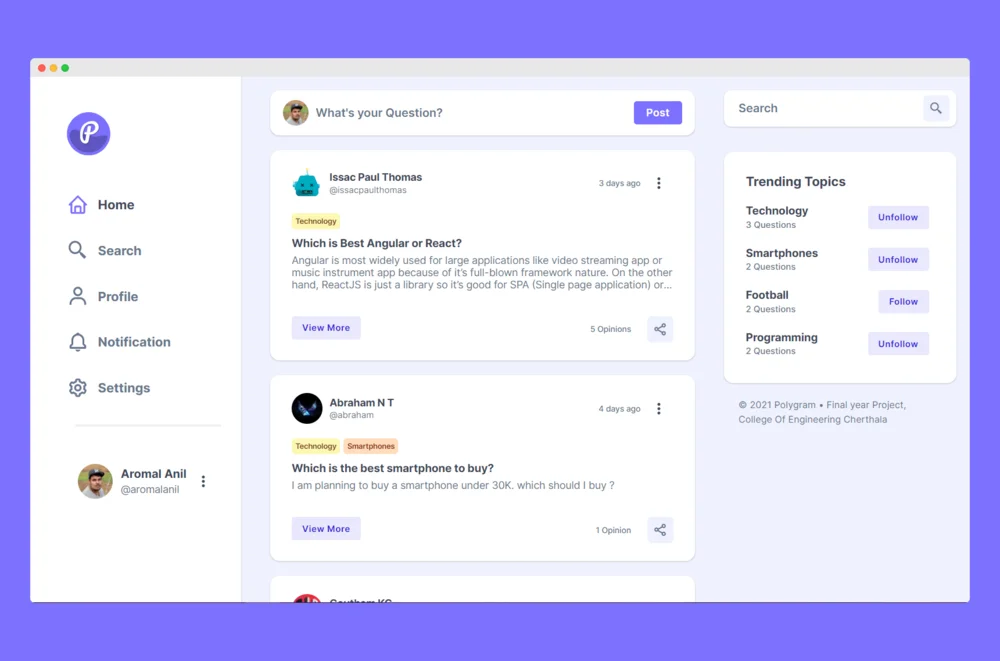 P
Home
Search
Profile
Notification
Settings
Aromal Anil
@aromalanil
What's your Question?
Post
Issac Paul Thomas
@issacpaulthomas
3 days ago
Technology
Which is Best Angular or React?
Angular is most widely used for large applications like video streaming app or
music instrument app because of it's full-blown framework nature. On the other
hand, ReactJS is just a library so it's good for SPA (Single page application) or...
View More
5 Opinions
Abraham N T
@abraham
4 days ago
Technology Smartphones
Which is the best smartphone to buy?
I am planning to buy a smartphone under 30K. which should I buy ?
View More
1 Opinion
Search
Trending Topics
Technology
3 Questions
Unfollow
Smartphones
2 Questions
Unfollow
Football
2 Questions
Follow
Programming
2 Questions
Unfollow
© 2021 Polygram • Final year Project,
College Of Engineering Cherthala